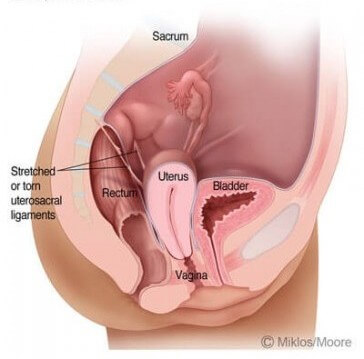 Sacrum
Stretched
or torn
uterosacral
ligaments
Rectum
Uterus
Bladder
Vagina
© Miklos/Moore